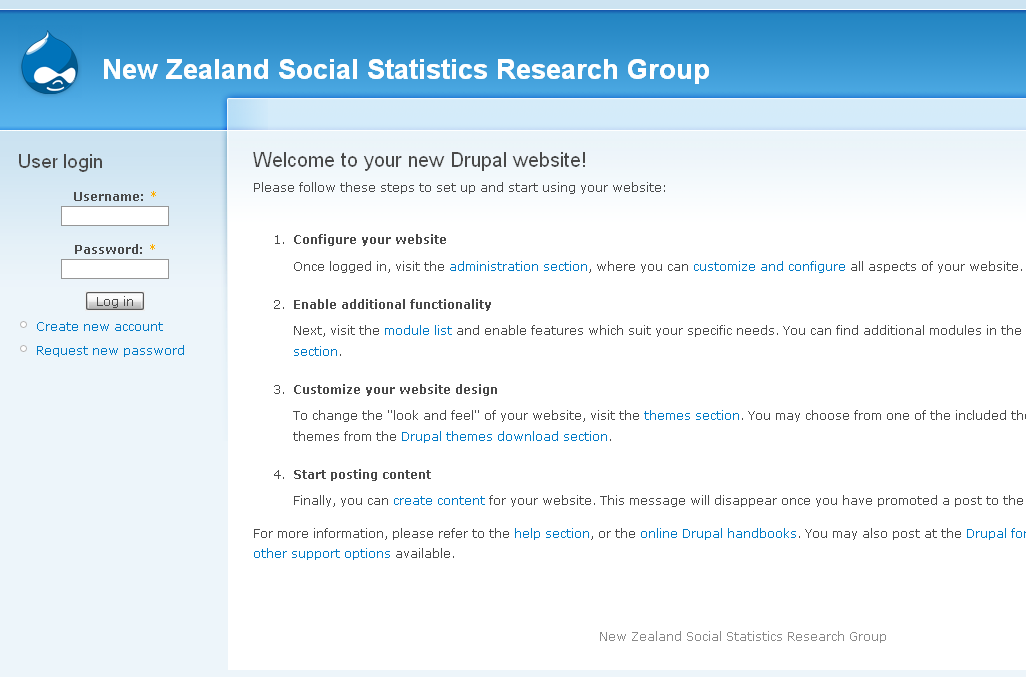 New Zealand Social Statistics Research Group
User login
Username: *
Password: *
Log in
Create new account
Request new password
Welcome to your new Drupal website!
Please follow these steps to set up and start using your website:
1. Configure your website
Once logged in, visit the administration section, where you can customize and configure all aspects of your website.
2. Enable additional functionality
Next, visit the module list and enable features which suit your specific needs. You can find additional modules in the
section.
3. Customize your website design
To change the "look and feel" of your website, visit the themes section. You may choose from one of the included
themes from the Drupal themes download section.
4. Start posting content
Finally, you can create content for your website. This message will disappear once you have promoted a post to the
For more information, please refer to the help section, or the online Drupal handbooks. You may also post at the Drupal
other support options available.
New Zealand Social Statistics Research Group